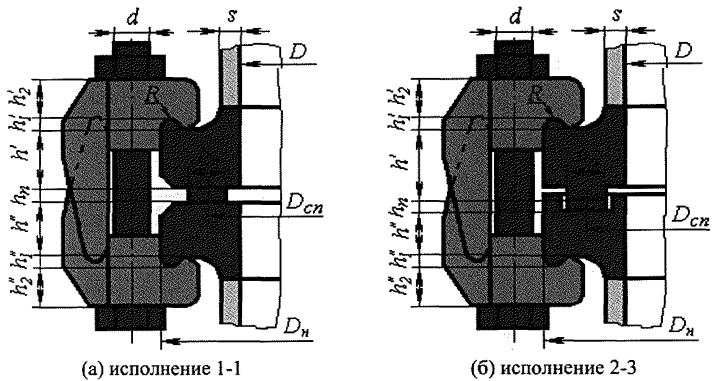 d
s
D
h′₂
R
h′₁
h′
hп
Dсп
h″
h″₁
h″₂
Dн
(а) исполнение 1-1
d
s
D
h′₂
R
h′₁
h′
hп
Dсп
h″
h″₁
h″₂
Dн
(б) исполнение 2-3